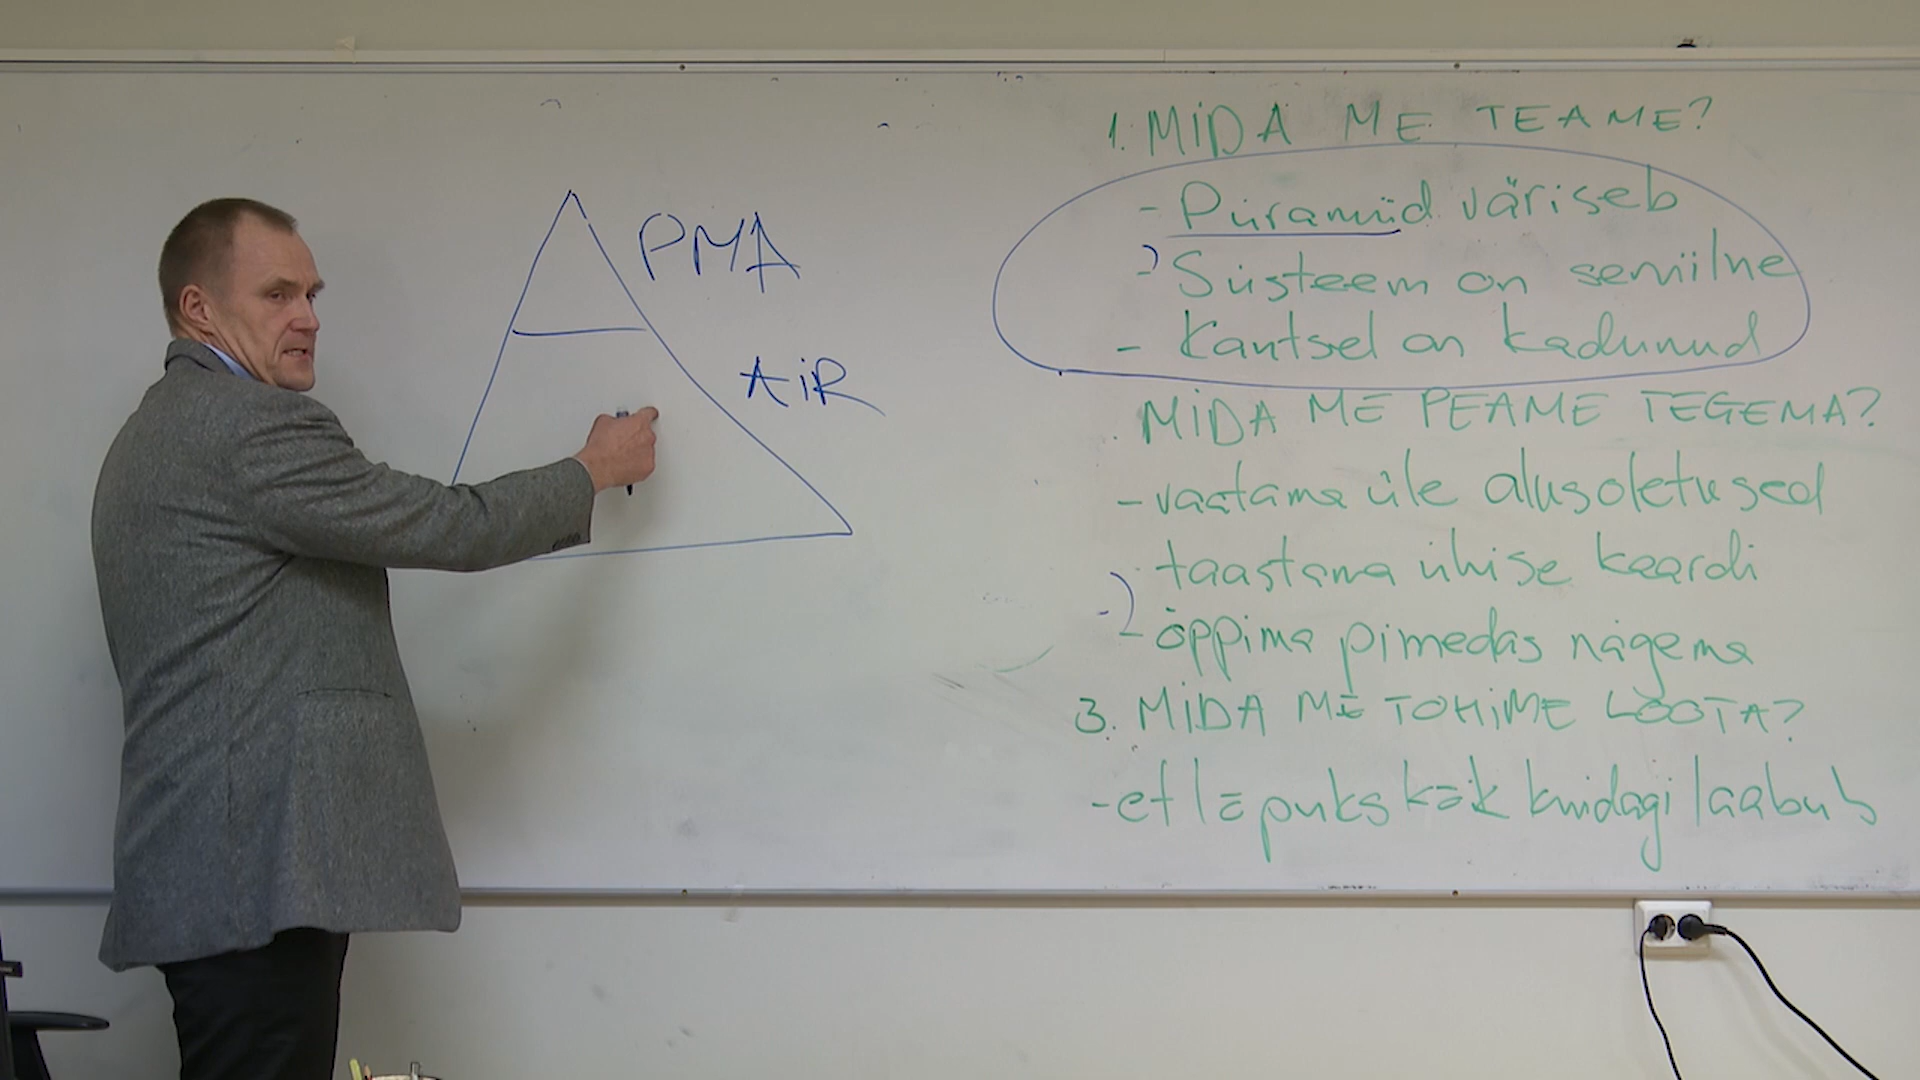 PMA
AiR
1. MiDA ME TEAME?
- Püramiid väriseb
- Süsteem on seniilne
- Kantsel on kadunud
. MiDA ME PEAME TEGEMA?
- vaatama üle alusoletused
taastama ühise kaardi
- õppima pimedas nägema
3. MiDA ME TOHiME LOOTA?
- et lõpuks kõik kuidagi laabub